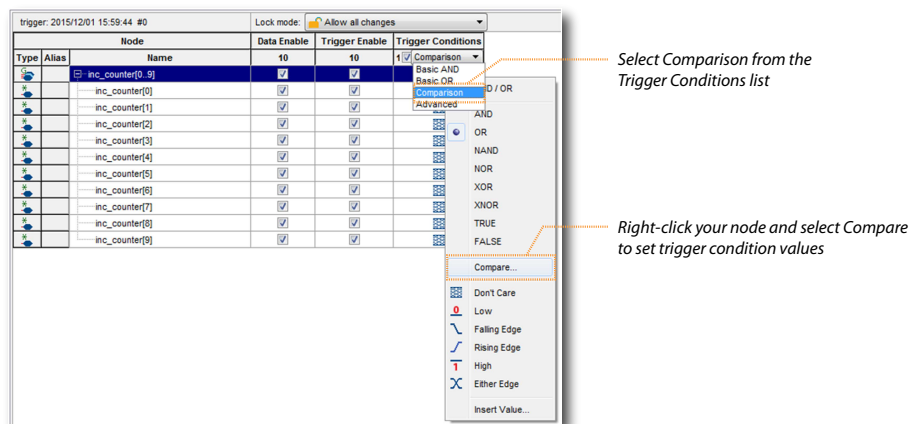 trigger: 2015/12/01 15:59:44 #0 Lock mode: Allow all changes
Node Data Enable Trigger Enable Trigger Conditions
Type Alias Name 10 10 1 Comparison
Basic AND
Basic OR
Comparison
Advanced
inc_counter[0..9]
inc_counter[0]
inc_counter[1]
inc_counter[2]
inc_counter[3]
inc_counter[4]
inc_counter[5]
inc_counter[6]
inc_counter[7]
inc_counter[8]
inc_counter[9]
D / OR
AND
OR
NAND
NOR
XOR
XNOR
TRUE
FALSE
Compare...
Don't Care
0 Low
Falling Edge
Rising Edge
1 High
Either Edge
Insert Value...
Select Comparison from the
Trigger Conditions list
Right-click your node and select Compare
to set trigger condition values